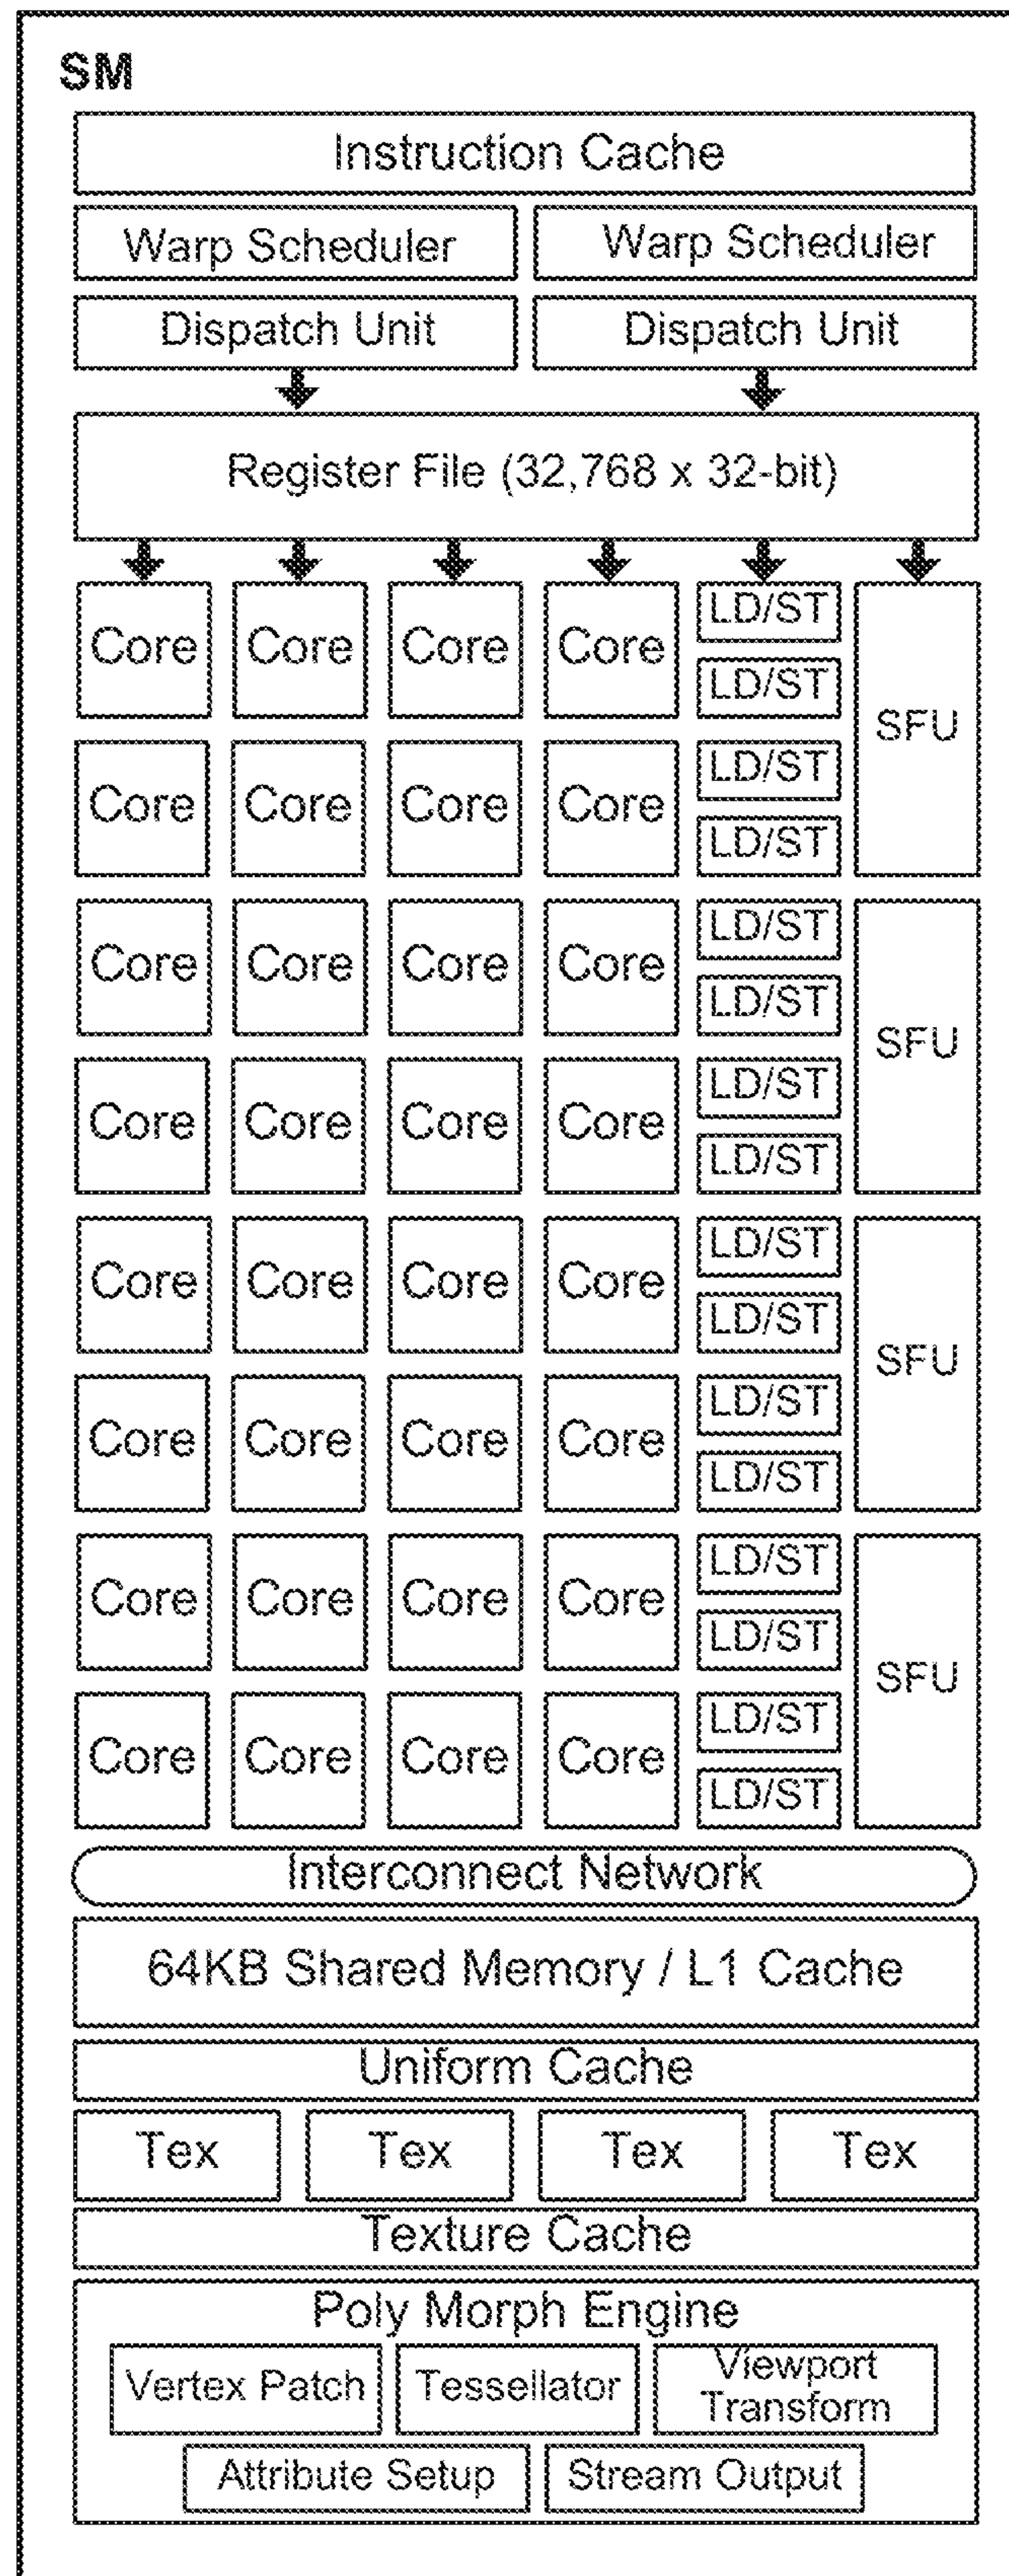 SM
Instruction Cache
Warp Scheduler Warp Scheduler
Dispatch Unit Dispatch Unit
Register File (32,768 x 32-bit)
Core Core Core Core LD/ST SFU
LD/ST
Core Core Core Core LD/ST
LD/ST
Core Core Core Core LD/ST SFU
LD/ST
Core Core Core Core LD/ST
LD/ST
Core Core Core Core LD/ST SFU
LD/ST
Core Core Core Core LD/ST
LD/ST
Core Core Core Core LD/ST SFU
LD/ST
Core Core Core Core LD/ST
LD/ST
Interconnect Network
64KB Shared Memory / L1 Cache
Uniform Cache
Tex Tex Tex Tex
Texture Cache
Poly Morph Engine
Vertex Patch Tessellator Viewport
Transform
Attribute Setup Stream Output